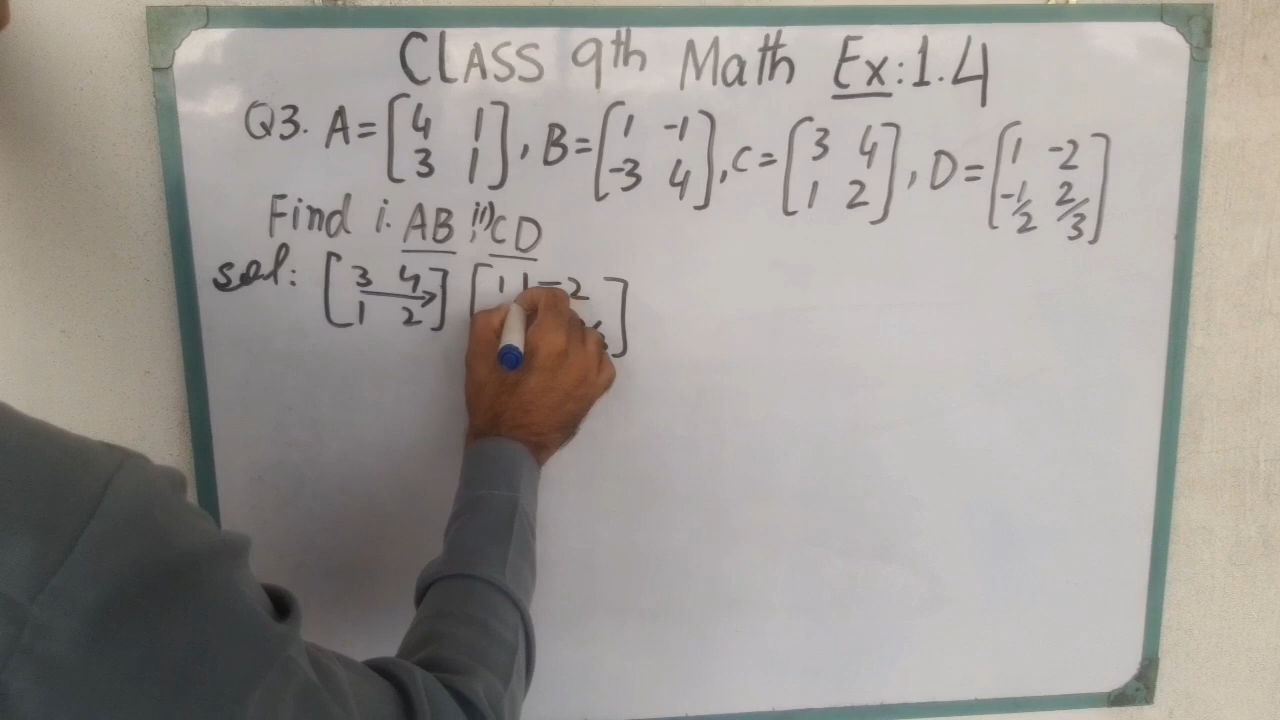 CLASS 9th Math Ex:1.4
Q3. A=[4 1 3 1], B=[1 -1 -3 4], C=[3 4 1 2], D=[1 -2 -1/2 2/3]
Find i. AB ii) CD
sol: [3 4 1 2] [1 -2]